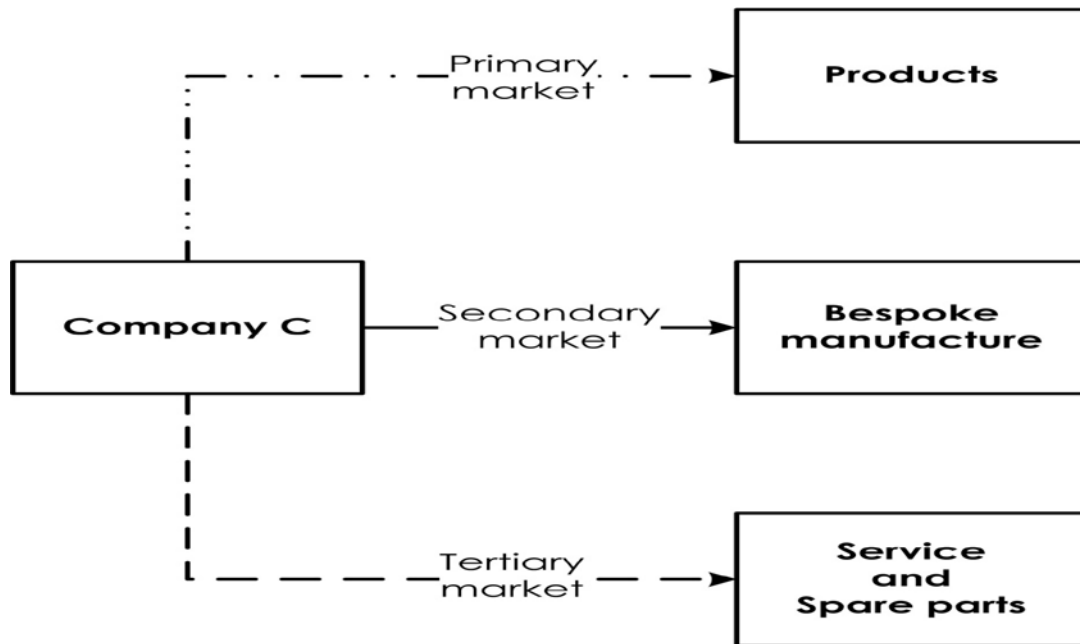 Primary
market
Products
Company C
Secondary
market
Bespoke
manufacture
Tertiary
market
Service
and
Spare parts